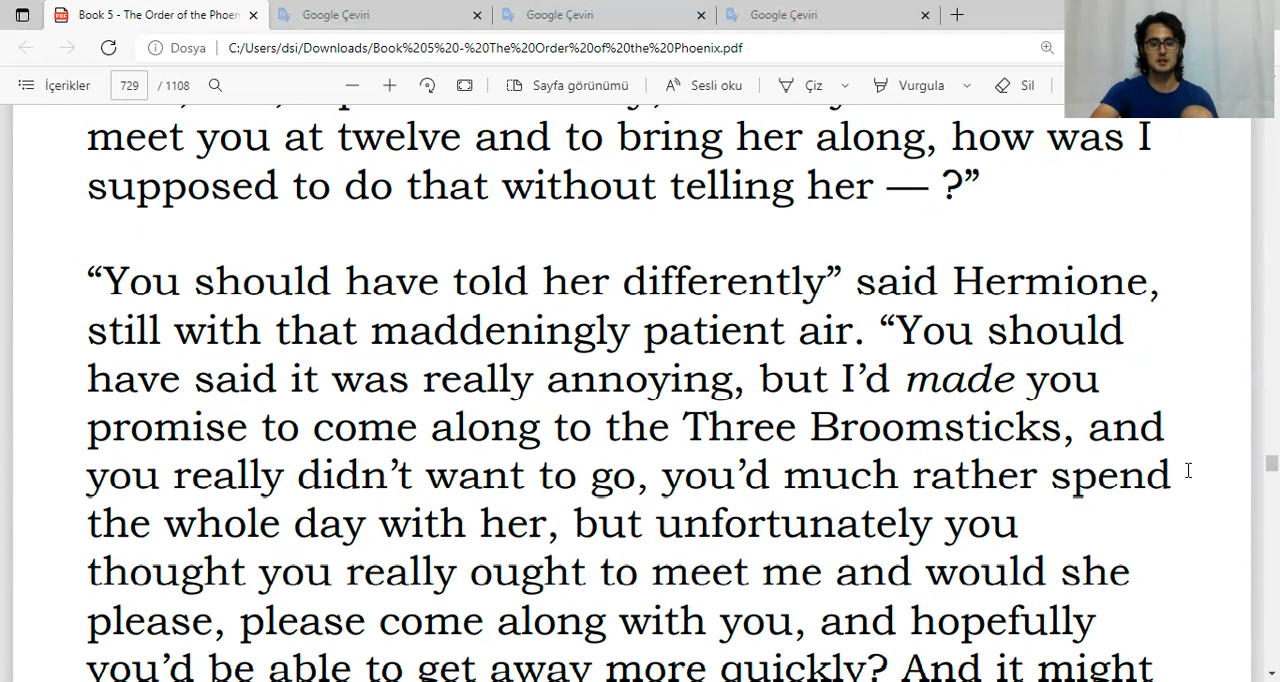 Book 5 - The Order of the Phoen
Google Çeviri
Google Çeviri
Google Çeviri
Dosya
C:/Users/dsi/Downloads/Book%205%20-%20The%20Order%20of%20the%20Phoenix.pdf
İçerikler
729
/ 1108
Sayfa görünümü
Sesli oku
Çiz
Vurgula
Sil
meet you at twelve and to bring her along, how was I
supposed to do that without telling her — ?”
“You should have told her differently” said Hermione,
still with that maddeningly patient air. “You should
have said it was really annoying, but I’d made you
promise to come along to the Three Broomsticks, and
you really didn’t want to go, you’d much rather spend
the whole day with her, but unfortunately you
thought you really ought to meet me and would she
please, please come along with you, and hopefully
you’d be able to get away more quickly? And it might